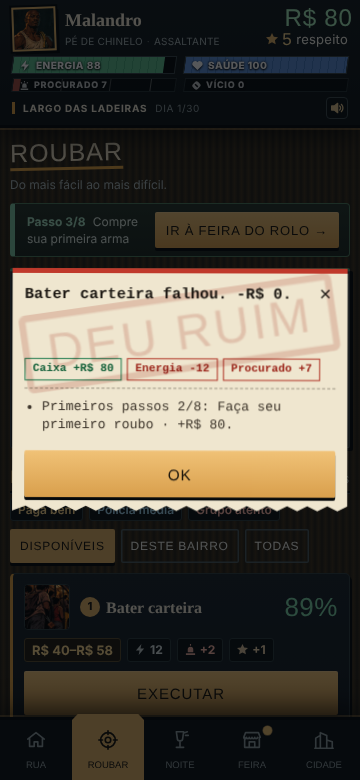 Malandro
PÉ DE CHINELO · ASSALTANTE
R$ 80
5 respeito
ENERGIA 88
SAÚDE 100
PROCURADO 7
VÍCIO 0
LARGO DAS LADEIRAS DIA 1/30
ROUBAR
Do mais fácil ao mais difícil.
Passo 3/8 Compre
sua primeira arma
IR À FEIRA DO ROLO →
Bater carteira falhou. -R$ 0. ×
DEU RUIM
Caixa +R$ 80
Energia -12
Procurado +7
• Primeiros passos 2/8: Faça seu
primeiro roubo · +R$ 80.
OK
Paga bem
Polícia média
Grupo atento
DISPONÍVEIS
DESTE BAIRRO
TODAS
1 Bater carteira
89%
R$ 40–R$ 58
12
+2
+1
EXECUTAR
RUA
ROUBAR
NOITE
FEIRA
CIDADE